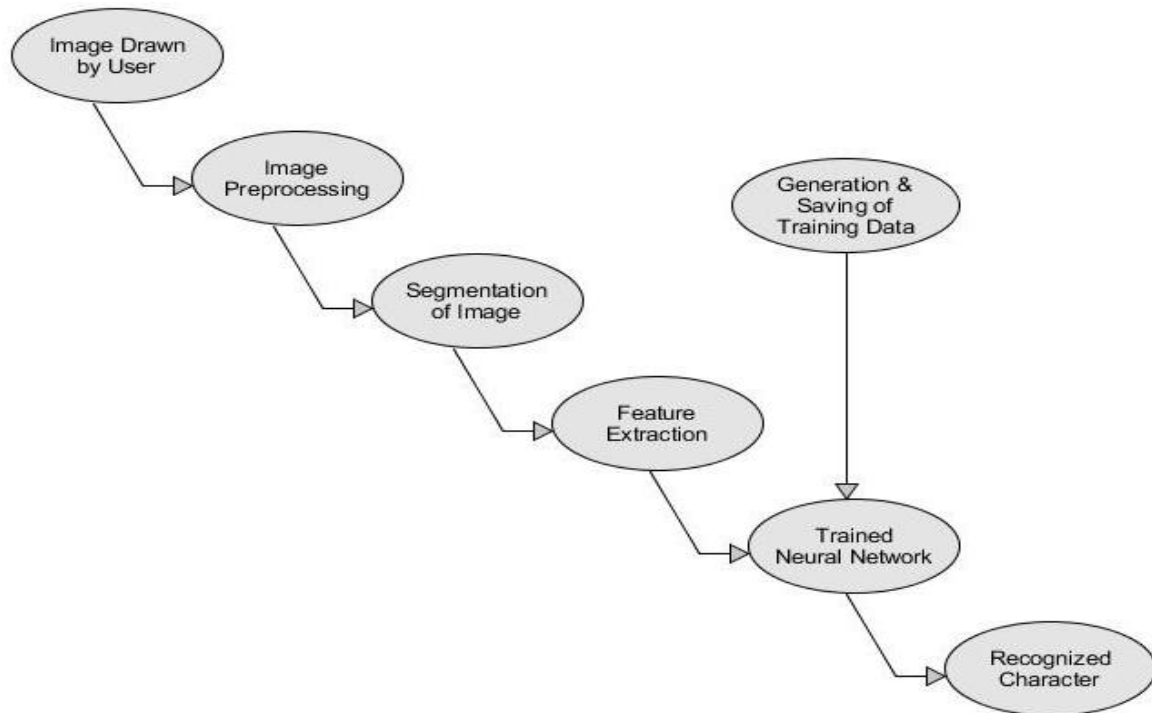 Image Drawn
by User
Image
Preprocessing
Generation &
Saving of
Training Data
Segmentation
of Image
Feature
Extraction
Trained
Neural Network
Recognized
Character